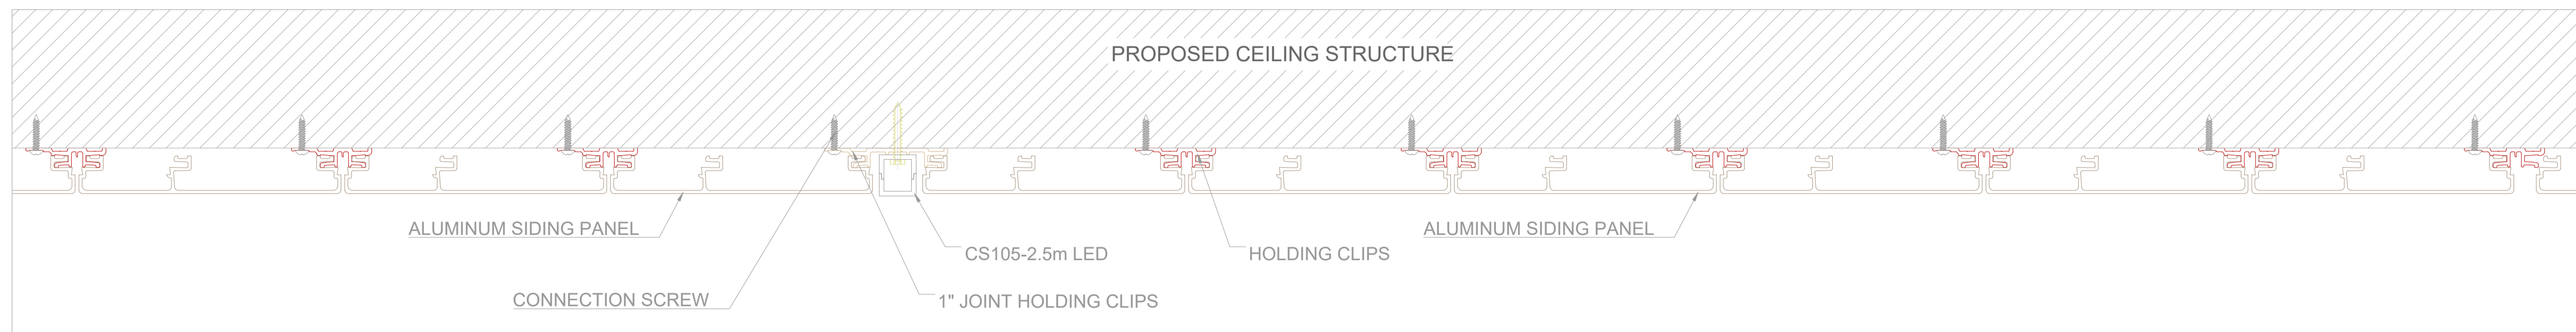 PROPOSED CEILING STRUCTURE
ALUMINUM SIDING PANEL
ALUMINUM SIDING PANEL
CS105-2.5m LED
HOLDING CLIPS
CONNECTION SCREW
1" JOINT HOLDING CLIPS